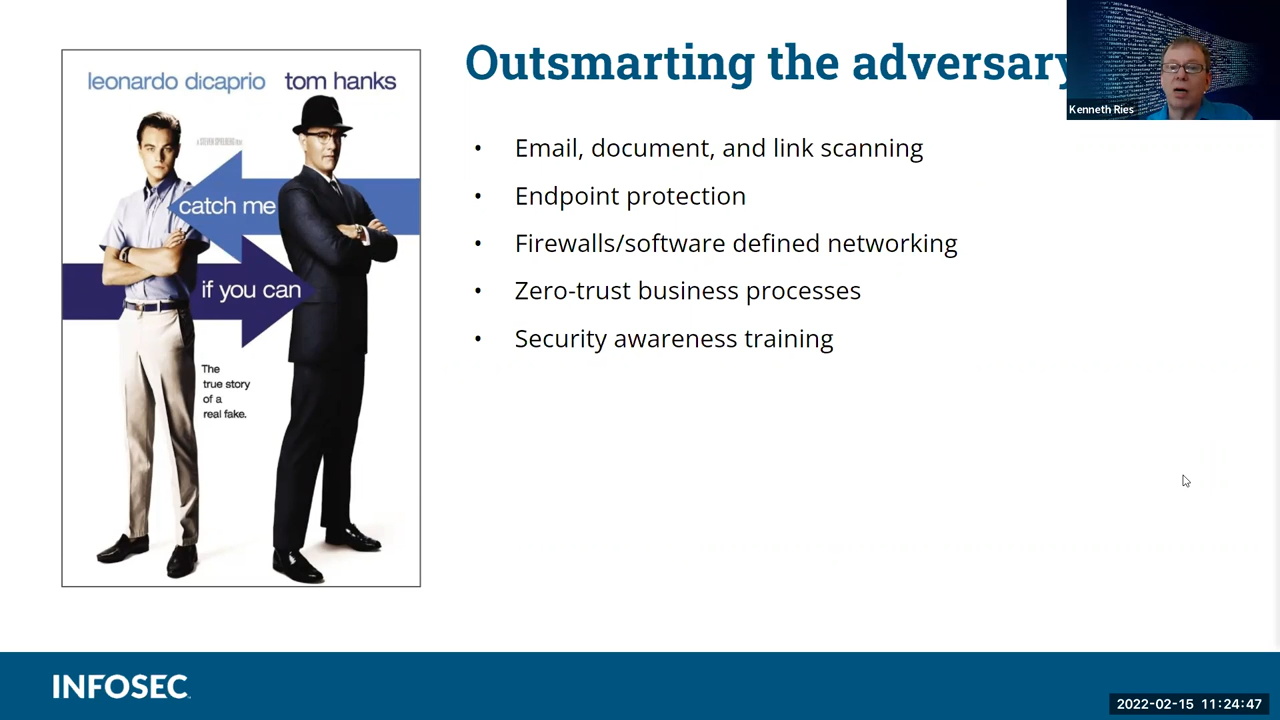 Outsmarting the adversary
Kenneth Ries
leonardo dicaprio tom hanks
catch me
if you can
The
true story
of a
real fake.
• Email, document, and link scanning
• Endpoint protection
• Firewalls/software defined networking
• Zero-trust business processes
• Security awareness training
INFOSEC
2022-02-15 11:24:47